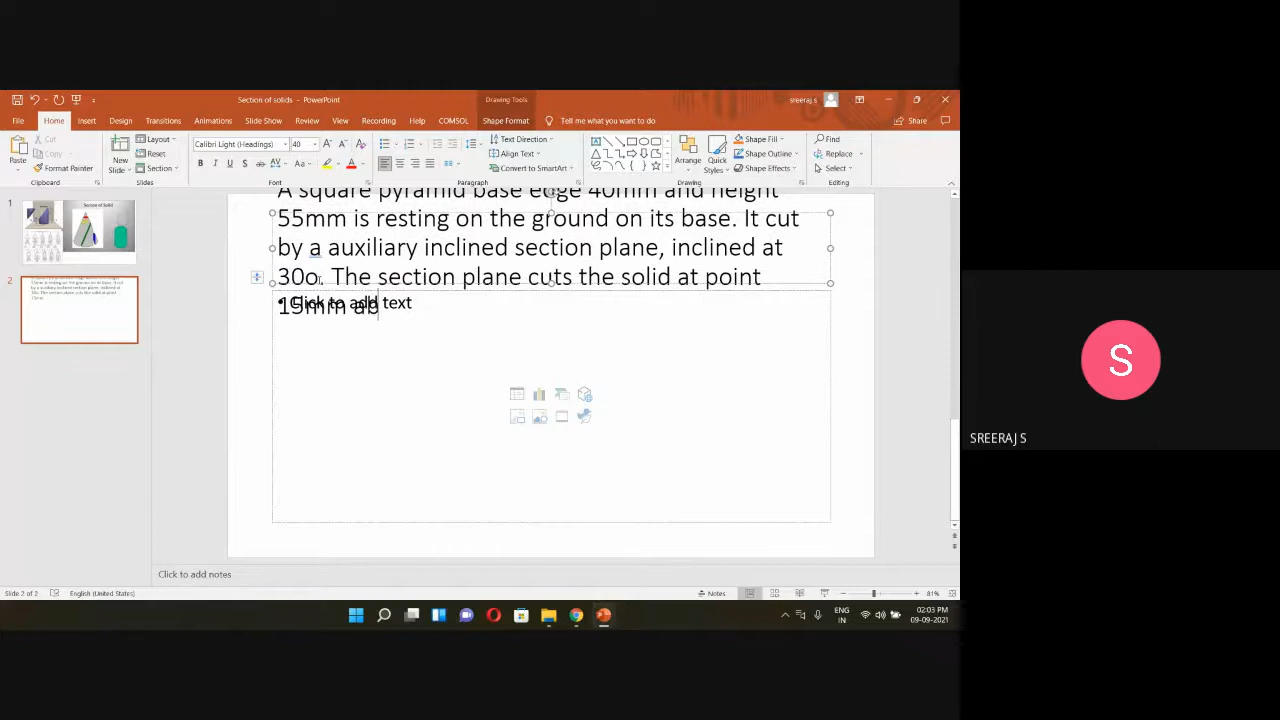 Section of solids - PowerPoint
Drawing Tools
sreeraj.s
File Home Insert Design Transitions Animations Slide Show Review View Recording Help COMSOL Shape Format Tell me what you want to do Share
Paste
Cut
Copy
Format Painter
Clipboard
New
Slide
Layout
Reset
Section
Slides
Calibri Light (Headings) 40
Font
Text Direction
Align Text
Convert to SmartArt
Paragraph
Arrange
Quick
Styles
Shape Fill
Shape Outline
Shape Effects
Drawing
Find
Replace
Select
Editing
1
Section of Solid
2
A square pyramid base edge 40mm and height
55mm is resting on the ground on its base. It cut
by a auxiliary inclined section plane, inclined at
30o. The section plane cuts the solid at point
15mm ab
• Click to add text
Click to add notes
Slide 2 of 2 English (United States) Notes 81%
ENG
IN
02:03 PM
09-09-2021
S
SREERAJ S